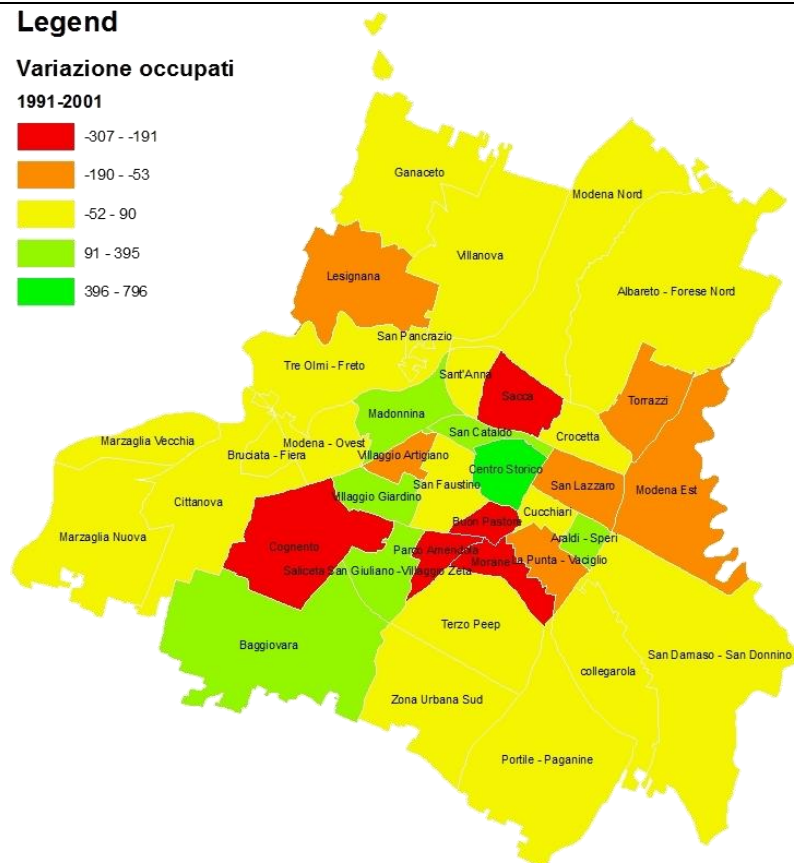 Legend
Variazione occupati
1991-2001
-307 - -191
-190 - -53
-52 - 90
91 - 395
396 - 796
Ganaceto
Modena Nord
Villanova
Lesignana
Albareto - Forese Nord
San Pancrazio
Tre Olmi - Freto
Sant'Anna
Sacca
Torrazzi
Madonnina
San Cataldo
Crocetta
Marzaglia Vecchia
Modena - Ovest
Bruciata - Fiera
Villaggio Artigiano
Centro Storico
San Faustino
San Lazzaro
Modena Est
Cittanova
Villaggio Giardino
Cucchiari
Buon Pastore
Marzaglia Nuova
Araldi - Speri
Cognento
Parco Amendola
Morane
La Punta - Vaciglio
Saliceta San Giuliano -Villaggio Zeta
Terzo Peep
Baggiovara
San Damaso - San Donnino
collegarola
Zona Urbana Sud
Portile - Paganine